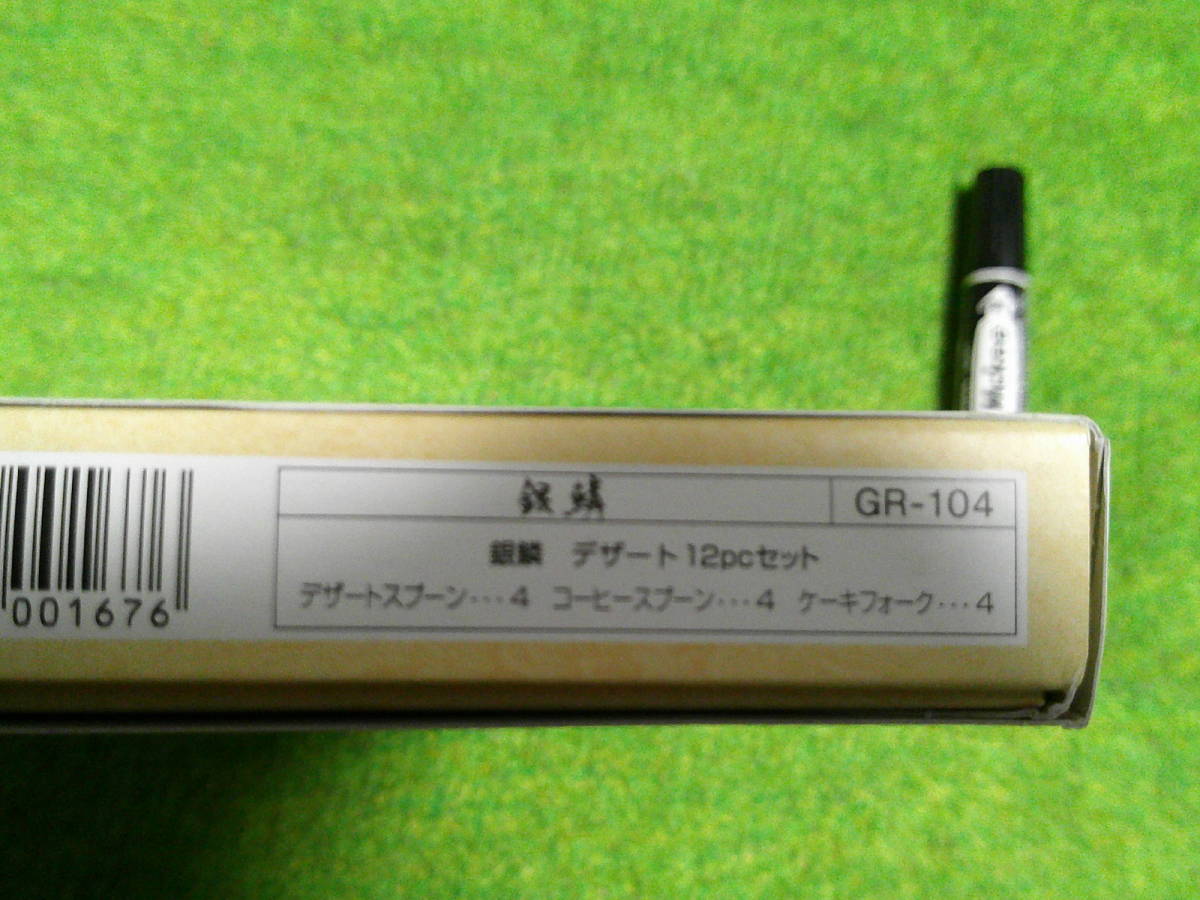 Mckee
銀鱗 GR-104
銀鱗 デザート12pcセット
デザートスプーン…4 コーヒースプーン…4 ケーキフォーク…4
001676